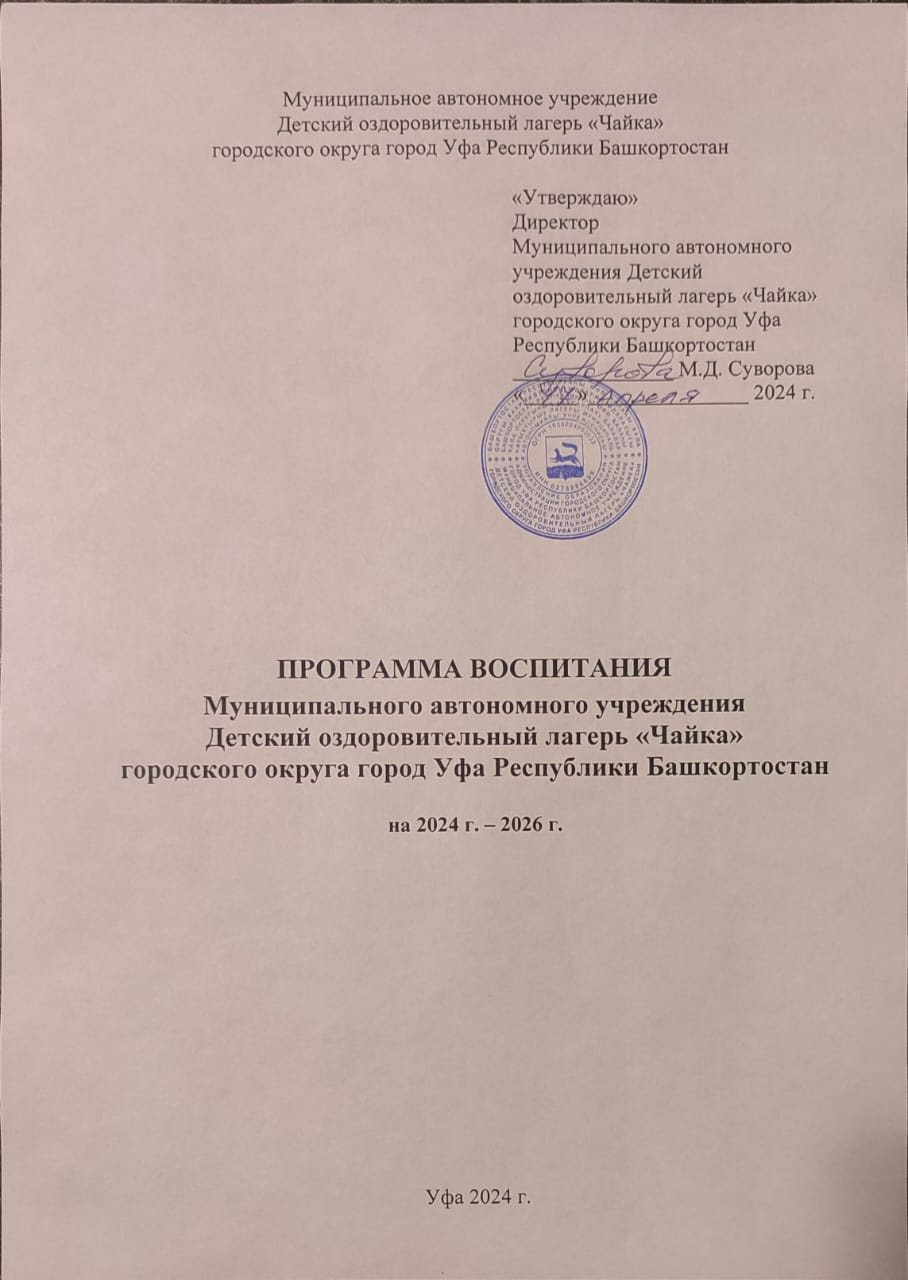 Муниципальное автономное учреждение
Детский оздоровительный лагерь «Чайка»
городского округа город Уфа Республики Башкортостан
«Утверждаю»
Директор
Муниципального автономного
учреждения Детский
оздоровительный лагерь «Чайка»
городского округа город Уфа
Республики Башкортостан
Суворова М.Д. Суворова
« » апреля 2024 г.
ПРОГРАММА ВОСПИТАНИЯ
Муниципального автономного учреждения
Детский оздоровительный лагерь «Чайка»
городского округа город Уфа Республики Башкортостан
на 2024 г. – 2026 г.
Уфа 2024 г.